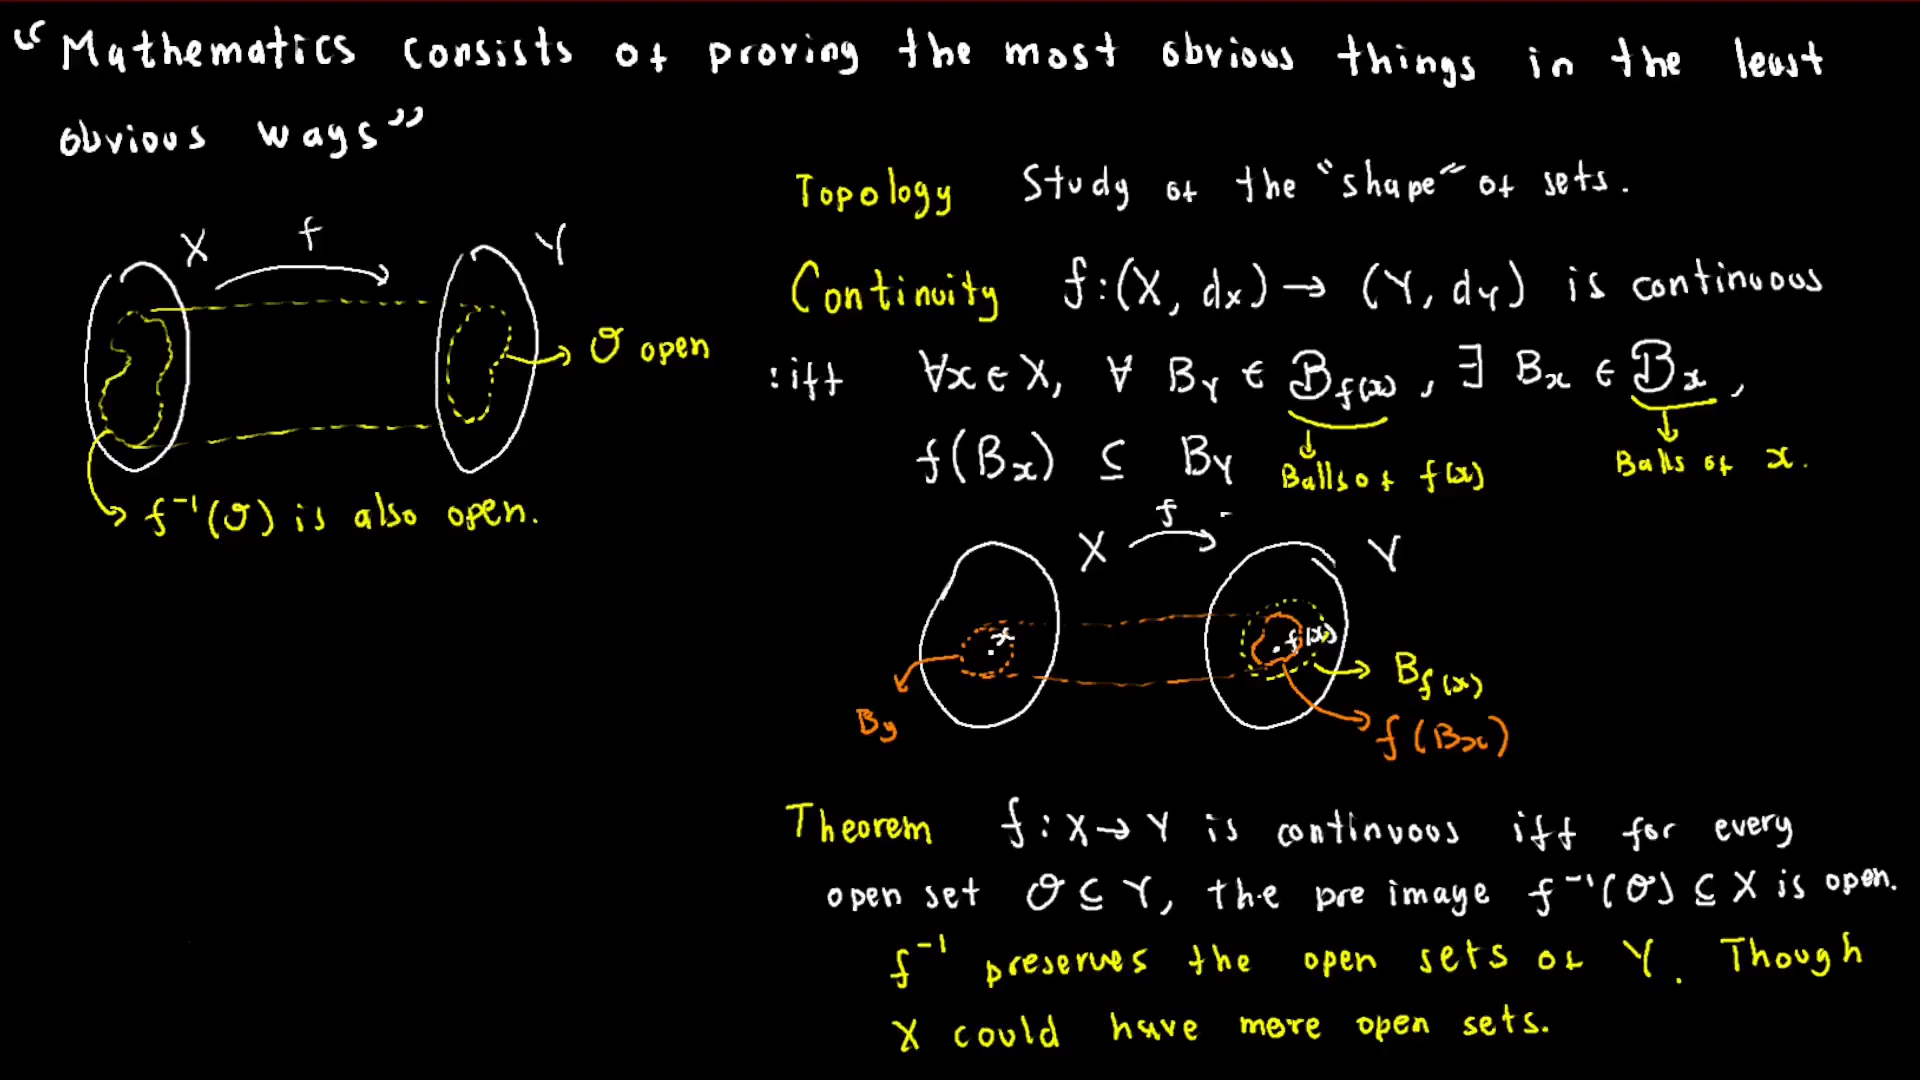 “Mathematics consists of proving the most obvious things in the least
obvious ways”
Topology Study of the "shape" of sets.
X f Y
O open
f⁻¹(O) is also open.
Continuity f:(X, dx) → (Y, dY) is continuous
:iff ∀x ∈ X, ∀ BY ∈ 𝓑f(x), ∃ Bx ∈ 𝓑x,
f(Bx) ⊆ BY
Balls of f(x)
Balls of x.
X f Y
x f(x)
By
Bf(x)
f(Bx)
Theorem f:X→Y is continuous iff for every
open set O ⊆ Y, the pre image f⁻¹(O) ⊆ X is open.
f⁻¹ preserves the open sets of Y. Though
X could have more open sets.